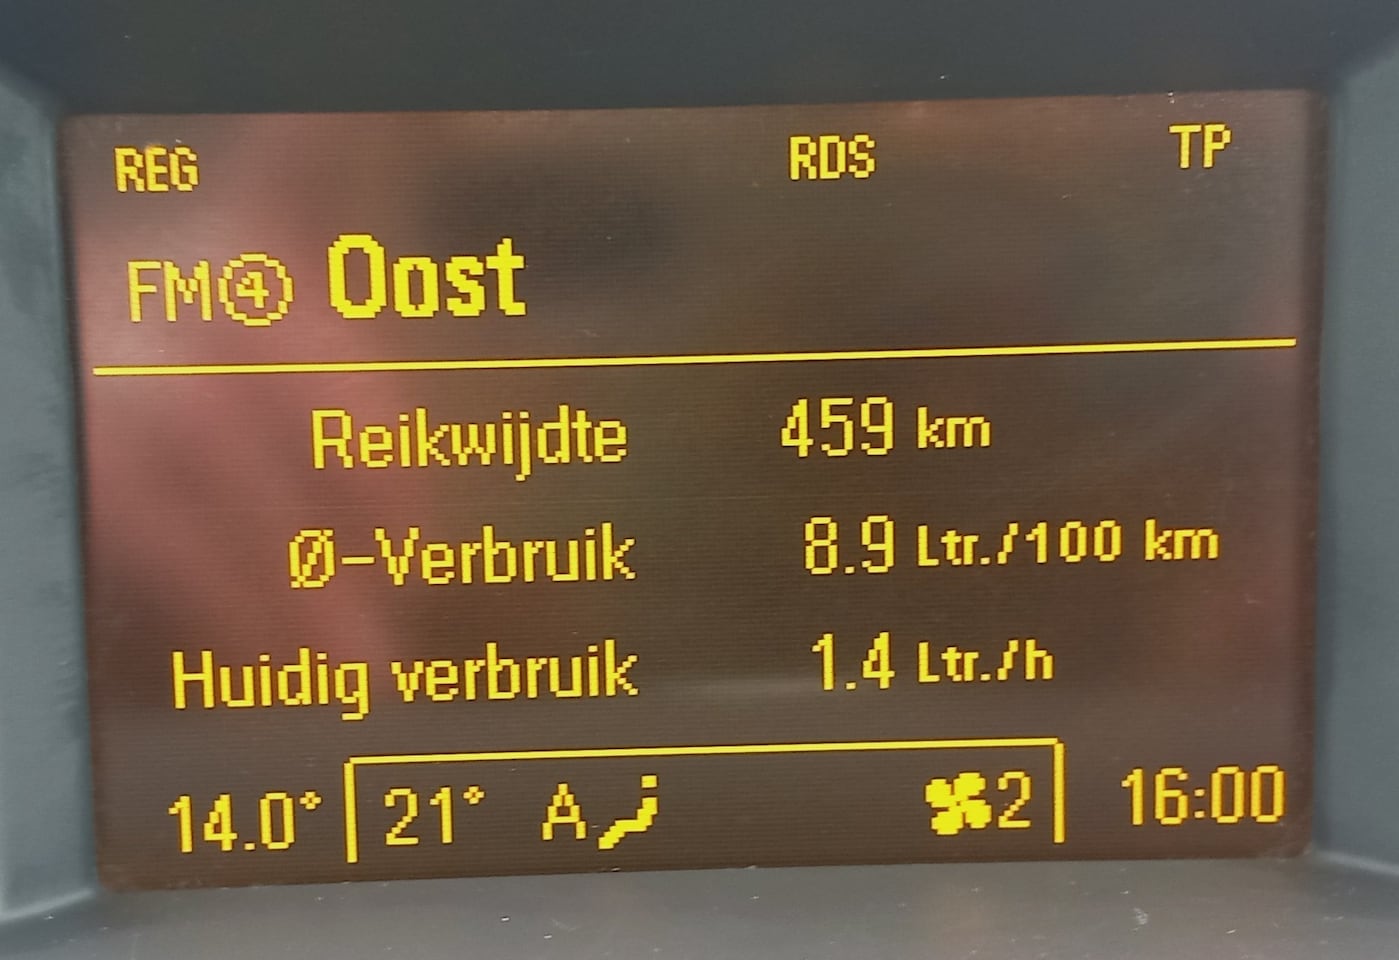 REG RDS TP
FM④ Oost
Reikwijdte 459 km
Ø-Verbruik 8.9 Ltr./100 km
Huidig verbruik 1.4 Ltr./h
14.0° 21° A 2 16:00